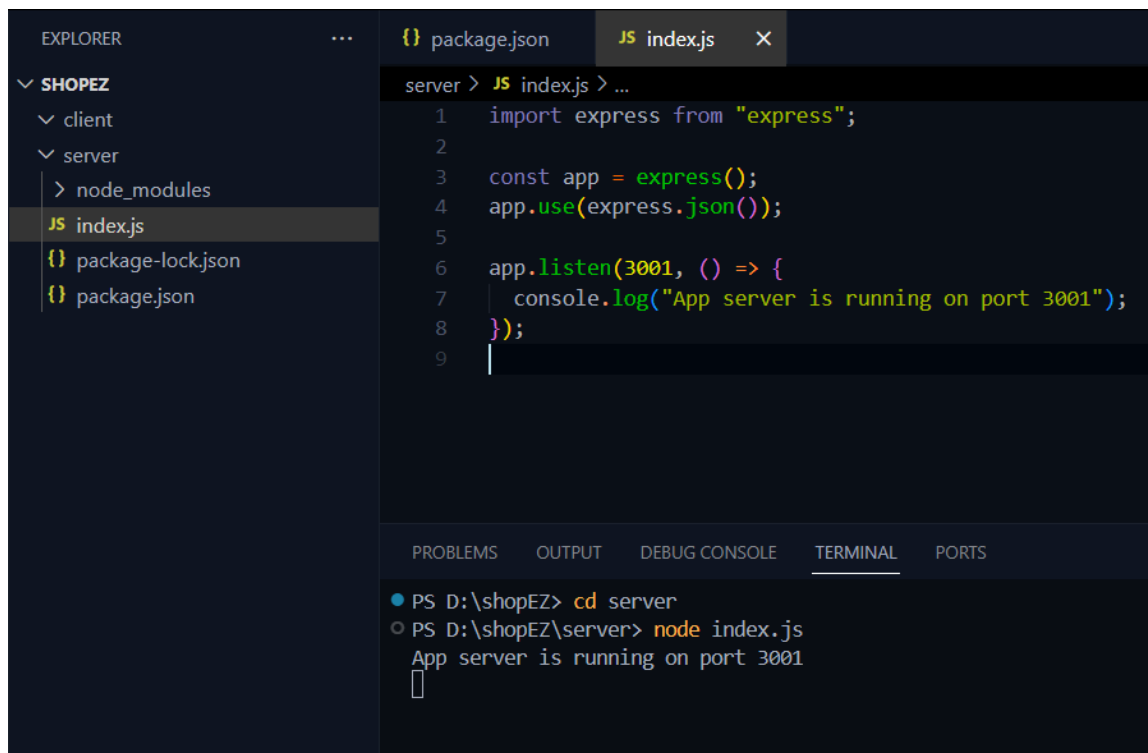 EXPLORER
SHOPEZ
client
server
node_modules
JS index.js
{} package-lock.json
{} package.json
{} package.json
JS index.js
server > JS index.js > ...
1 import express from "express";
2
3 const app = express();
4 app.use(express.json());
5
6 app.listen(3001, () => {
7 console.log("App server is running on port 3001");
8 });
9
PROBLEMS OUTPUT DEBUG CONSOLE TERMINAL PORTS
PS D:\shopEZ> cd server
PS D:\shopEZ\server> node index.js
App server is running on port 3001